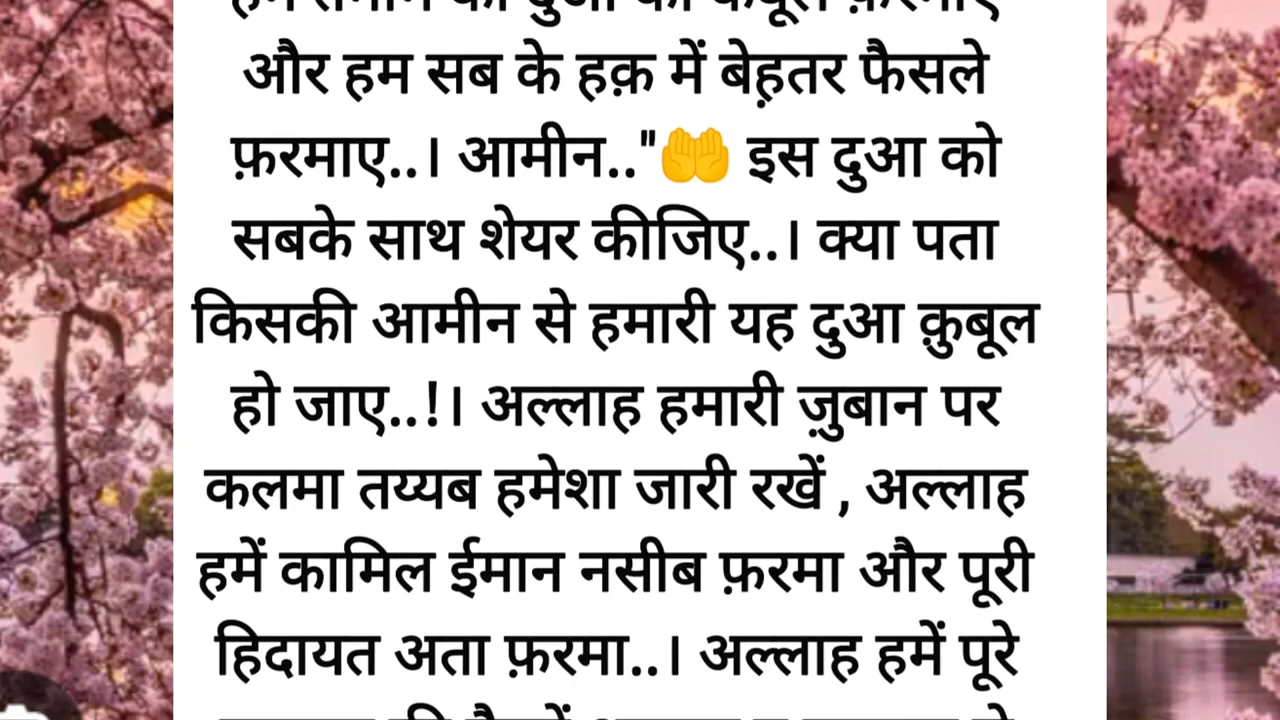 और हम सब के हक़ में बेह़तर फैसले
फ़रमाए..। आमीन.."🤲 इस दुआ को
सबके साथ शेयर कीजिए..। क्या पता
किसकी आमीन से हमारी यह दुआ क़ुबूल
हो जाए..!। अल्लाह हमारी ज़ुबान पर
कलमा तय्यब हमेशा जारी रखें , अल्लाह
हमें कामिल ईमान नसीब फ़रमा और पूरी
हिदायत अता फ़रमा..। अल्लाह हमें पूरे